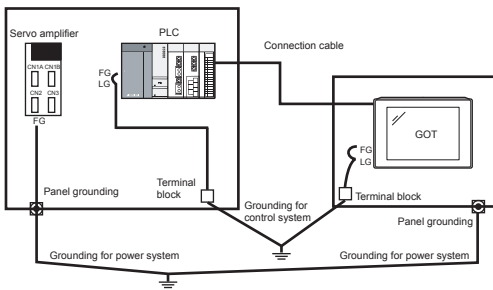 Servo amplifier
PLC
CN1A CN1B
CN2 CN3
FG
FG
LG
Connection cable
GOT
FG
LG
Panel grounding
Terminal
block
Grounding for
control system
Terminal block
Panel grounding
Grounding for power system
Grounding for power system